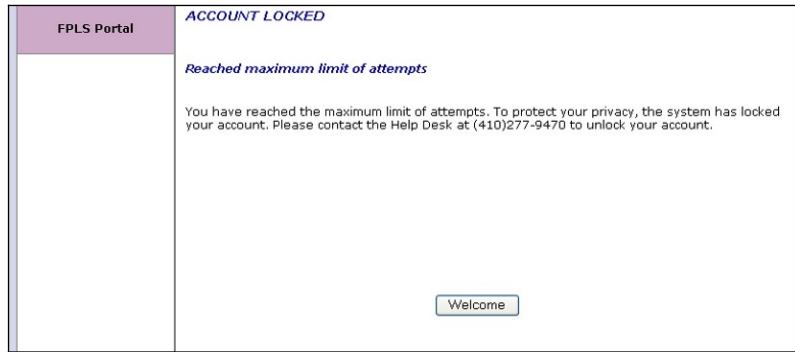 FPLS Portal
ACCOUNT LOCKED
Reached maximum limit of attempts
You have reached the maximum limit of attempts. To protect your privacy, the system has locked
your account. Please contact the Help Desk at (410)277-9470 to unlock your account.
Welcome